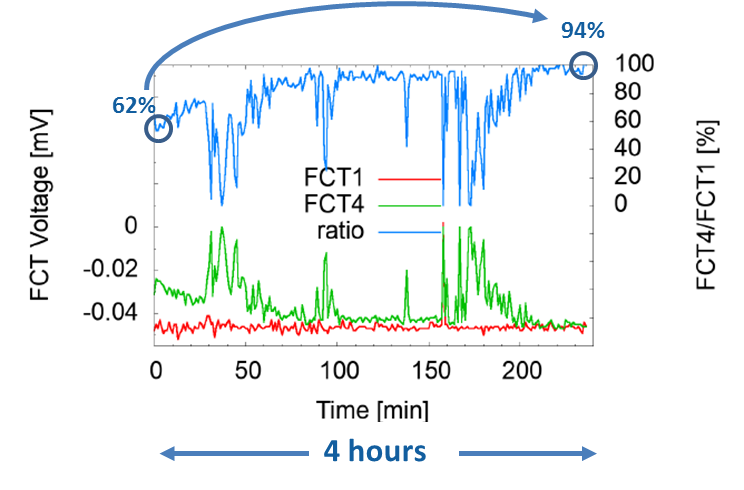 94%
62%
100
80
60
40
20
0
FCT4/FCT1 [%]
FCT Voltage [mV]
0
-0.02
-0.04
FCT1
FCT4
ratio
0 50 100 150 200
Time [min]
4 hours